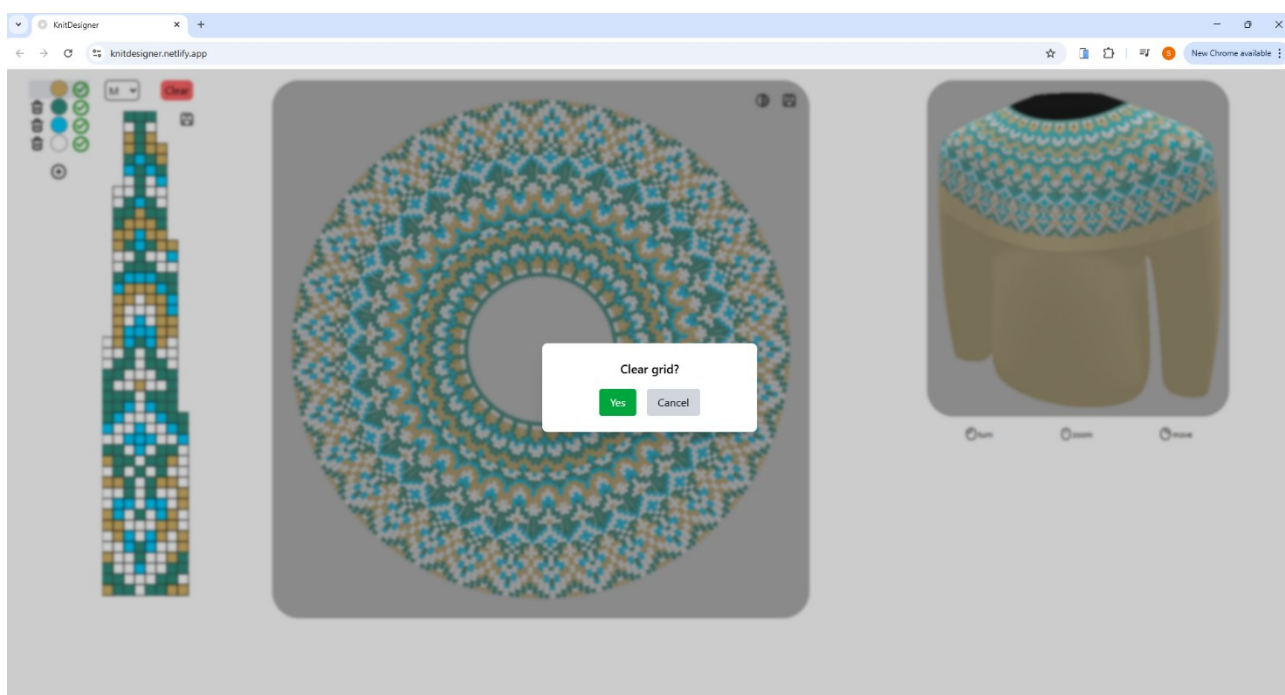 KnitDesigner
knitdesigner.netlify.app
New Chrome available
S
M
Clear
Clear grid?
Yes
Cancel
turn
zoom
move